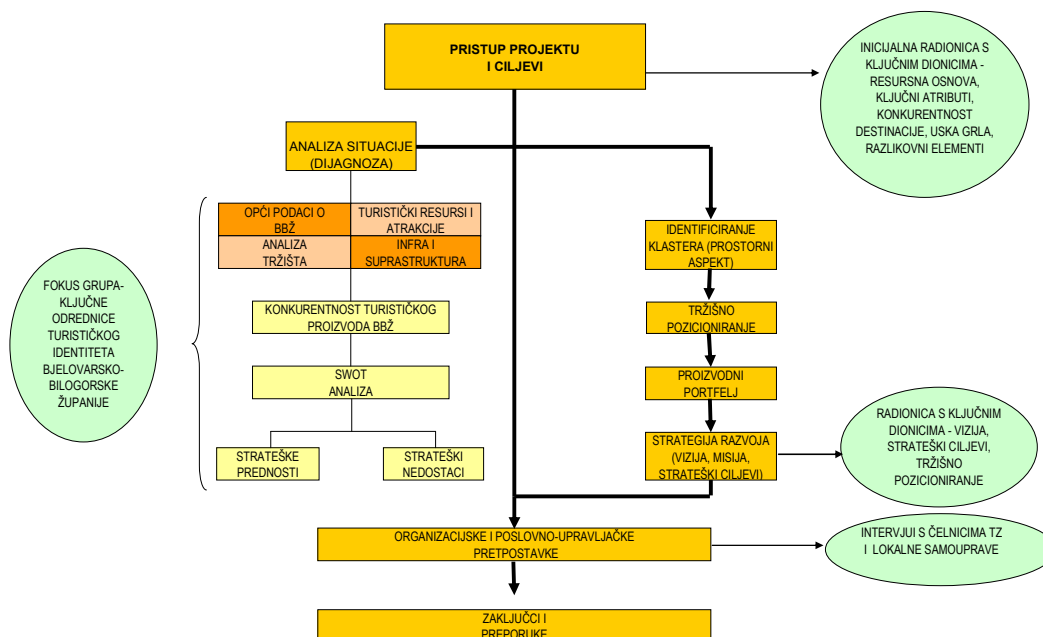 PRISTUP PROJEKTU
I CILJEVI
INICIJALNA RADIONICA S
KLJUČNIM DIONICIMA -
RESURSNA OSNOVA,
KLJUČNI ATRIBUTI,
KONKURENTNOST
DESTINACIJE, USKA GRLA,
RAZLIKOVNI ELEMENTI
ANALIZA SITUACIJE
(DIJAGNOZA)
OPĆI PODACI O
BBŽ
TURISTIČKI RESURSI I
ATRAKCIJE
ANALIZA
TRŽIŠTA
INFRA I
SUPRASTRUKTURA
IDENTIFICIRANJE
KLASTERA (PROSTORNI
ASPEKT)
FOKUS GRUPA-
KLJUČNE
ODREDNICE
TURISTIČKOG
IDENTITETA
BJELOVARSKO-
BILOGORSKE
ŽUPANIJE
KONKURENTNOST TURISTIČKOG
PROIZVODA BBŽ
TRŽIŠNO
POZICIONIRANJE
SWOT
ANALIZA
PROIZVODNI
PORTFELJ
STRATEŠKE
PREDNOSTI
STRATEŠKI
NEDOSTACI
STRATEGIJA RAZVOJA
(VIZIJA, MISIJA,
STRATEŠKI CILJEVI)
RADIONICA S KLJUČNIM
DIONICIMA - VIZIJA,
STRATEŠKI CILJEVI,
TRŽIŠNO
POZICIONIRANJE
ORGANIZACIJSKE I POSLOVNO-UPRAVLJAČKE
PRETPOSTAVKE
INTERVJUI S ČELNICIMA TZ
I LOKALNE SAMOUPRAVE
ZAKLJUČCI I
PREPORUKE